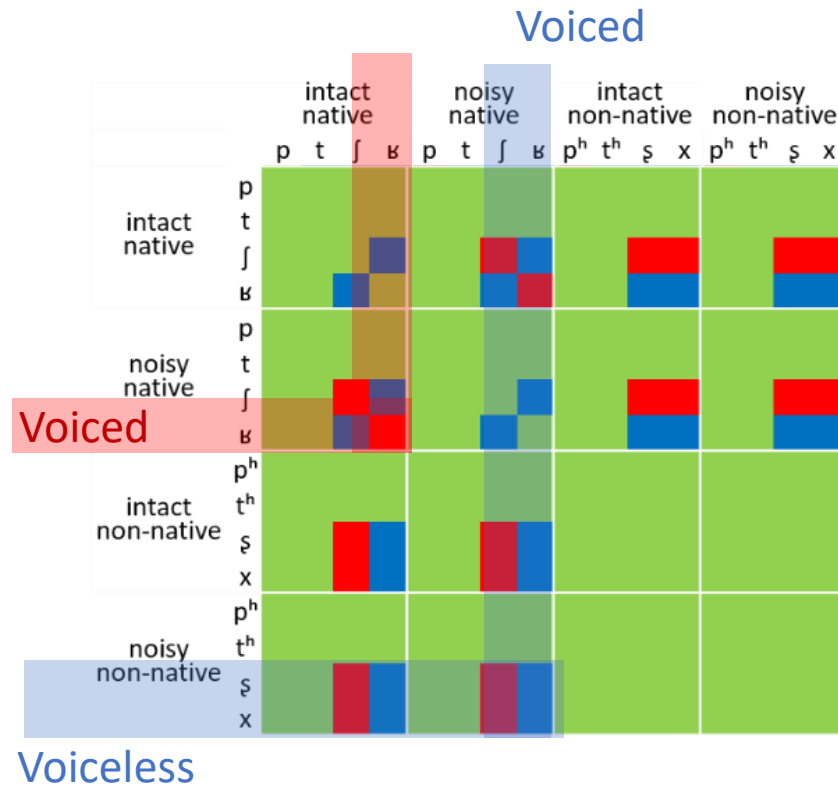 Voiced
intact native noisy native intact non-native noisy non-native
p t ʃ ʁ p t ʃ ʁ pʰ tʰ ʂ x pʰ tʰ ʂ x
intact native
p
t
ʃ
ʁ
noisy native
p
t
ʃ
ʁ
Voiced
intact non-native
pʰ
tʰ
ʂ
x
noisy non-native
pʰ
tʰ
ʂ
x
Voiceless